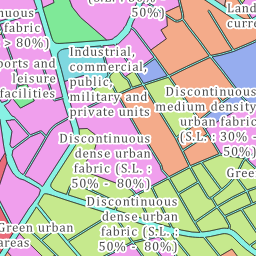 (S.L. : 80%
50%)
nuous
fabric
> 80%)
Land
curre
Industrial,
commercial,
public,
military and
private units
ports and
leisure
facilities
Discontinuous
medium density
urban fabric
(S.L. : 30% -
50%)
Discontinuous
dense urban
fabric (S.L. :
50% - 80%)
Gree
Discontinuous
dense urban
fabric (S.L. :
50% - 80%)
Green urban
areas